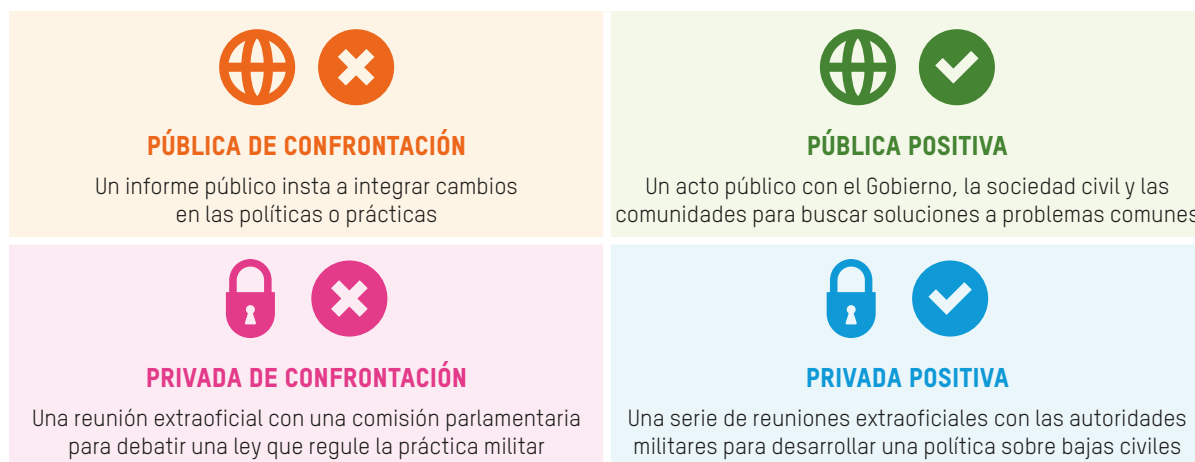 PÚBLICA DE CONFRONTACIÓN
Un informe público insta a integrar cambios
en las políticas o prácticas
PÚBLICA POSITIVA
Un acto público con el Gobierno, la sociedad civil y las
comunidades para buscar soluciones a problemas comunes
PRIVADA DE CONFRONTACIÓN
Una reunión extraoficial con una comisión parlamentaria
para debatir una ley que regule la práctica militar
PRIVADA POSITIVA
Una serie de reuniones extraoficiales con las autoridades
militares para desarrollar una política sobre bajas civiles